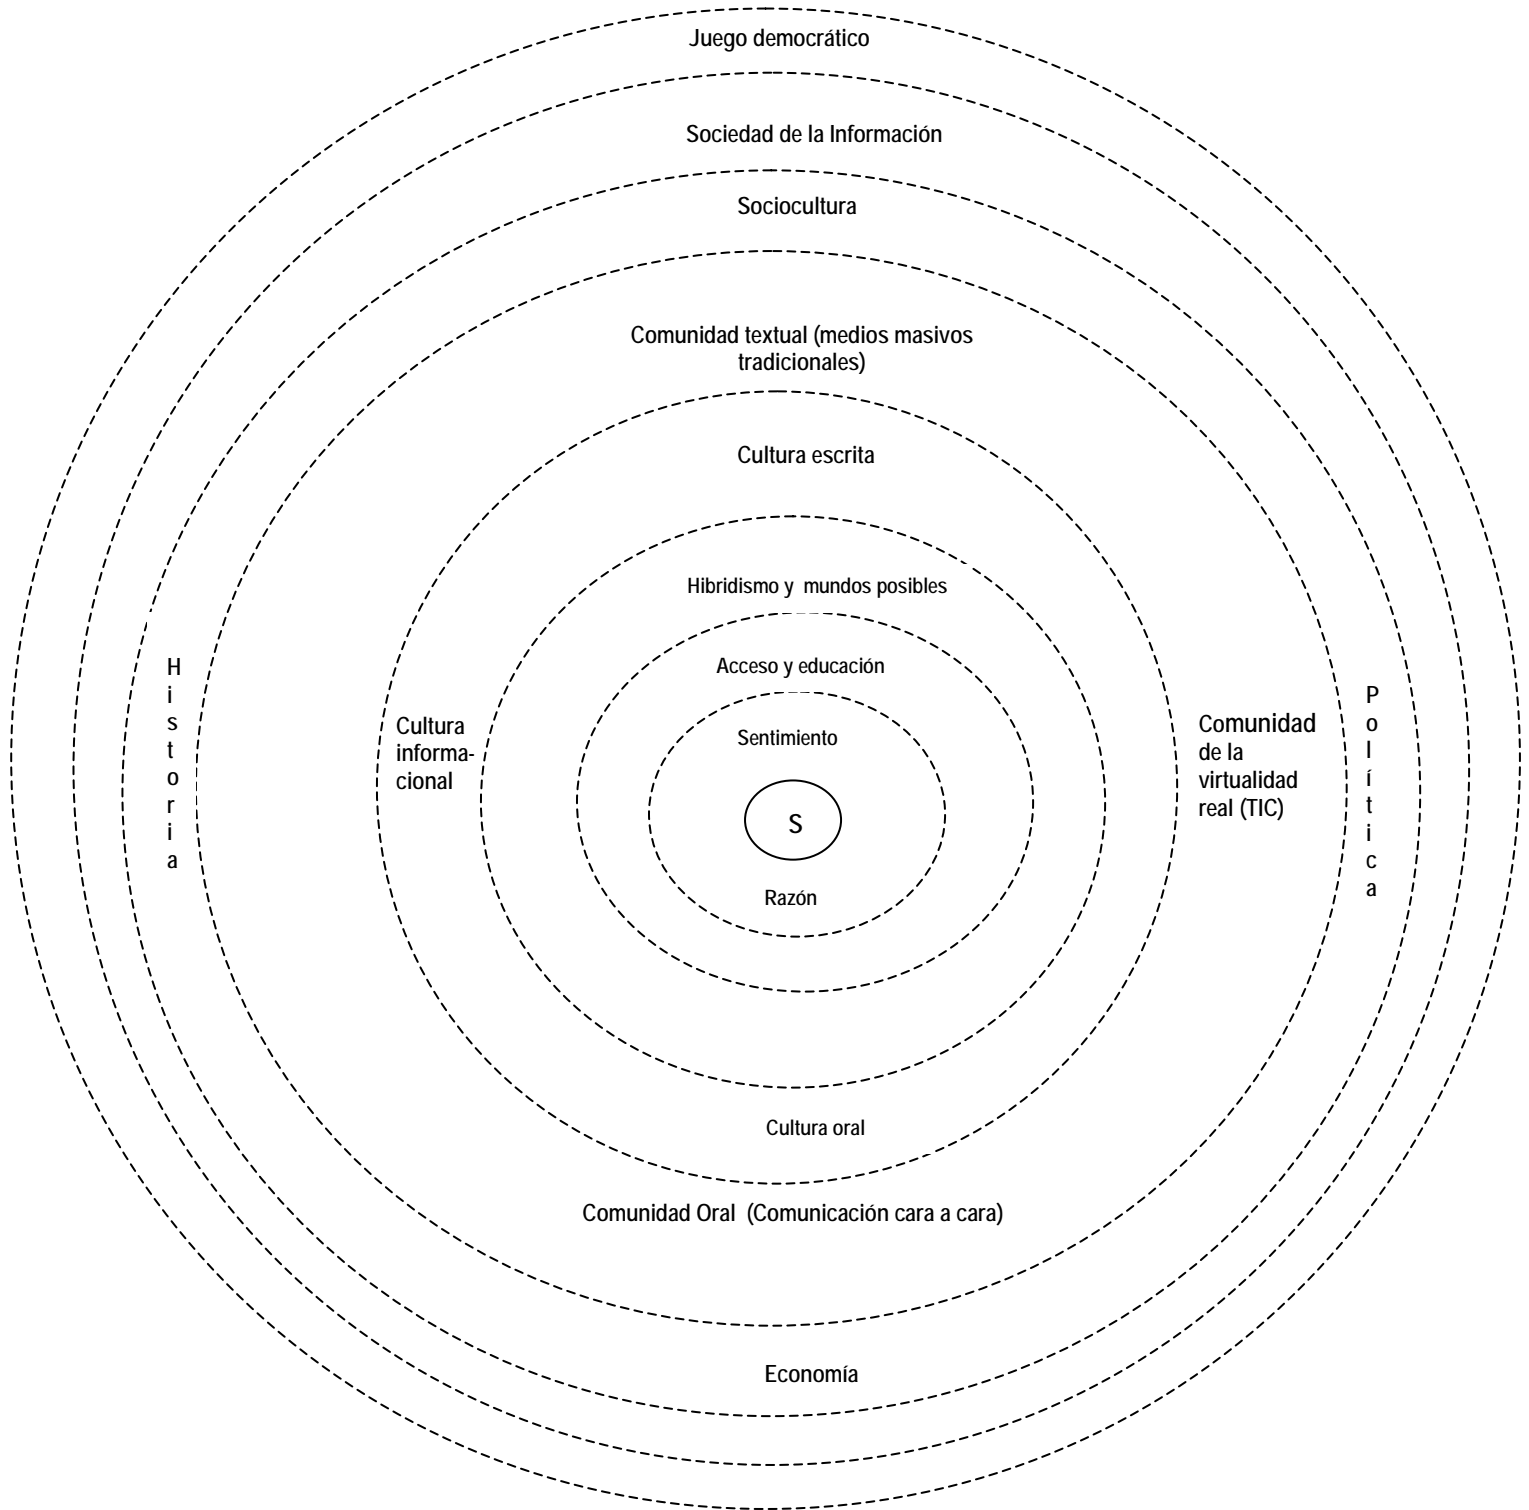 Juego democrático
Sociedad de la Información
Sociocultura
Comunidad textual (medios masivos
tradicionales)
Cultura escrita
Hibridismo y mundos posibles
Acceso y educación
Historia
Cultura
informa-
cional
Sentimiento
S
Razón
Comunidad
de la
virtualidad
real (TIC)
Política
Cultura oral
Comunidad Oral (Comunicación cara a cara)
Economía